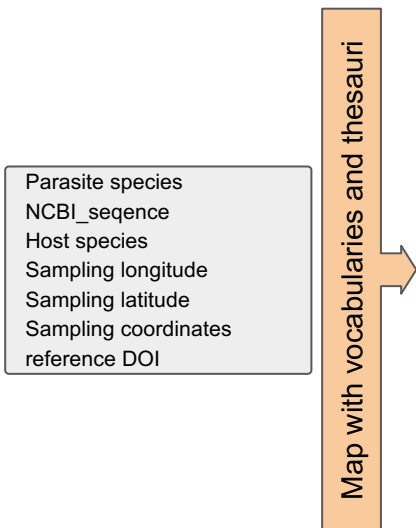 Parasite species
NCBI_seqence
Host species
Sampling longitude
Sampling latitude
Sampling coordinates
reference DOI
Map with vocabularies and thesauri